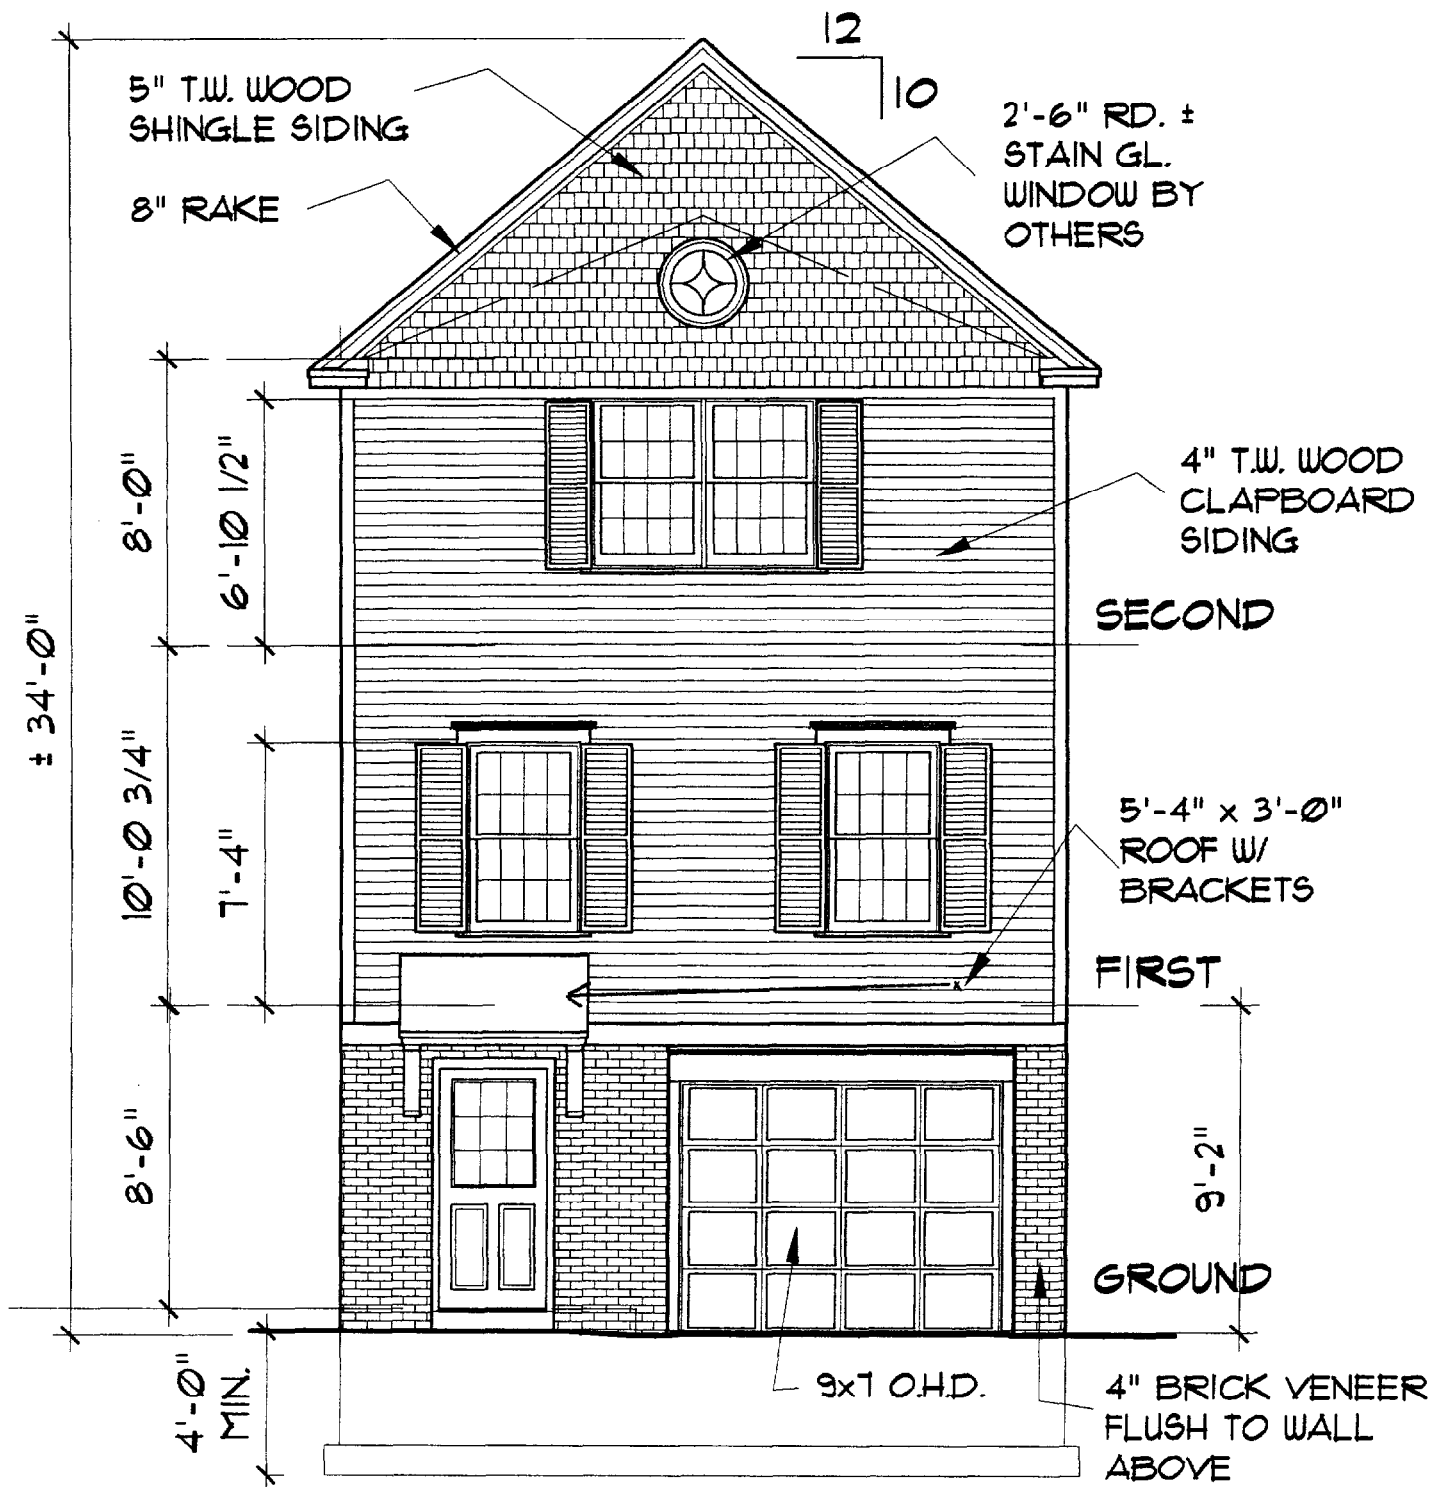 12
10
5" T.W. WOOD
SHINGLE SIDING
8" RAKE
2'-6" RD. ±
STAIN GL.
WINDOW BY
OTHERS
8'-0"
6'-10 1/2"
4" T.W. WOOD
CLAPBOARD
SIDING
SECOND
± 34'-0"
10'-0 3/4"
7'-4"
5'-4" x 3'-0"
ROOF W/
BRACKETS
FIRST
x
8'-6"
9'-2"
GROUND
4'-0"
MIN.
9x7 O.H.D.
4" BRICK VENEER
FLUSH TO WALL
ABOVE